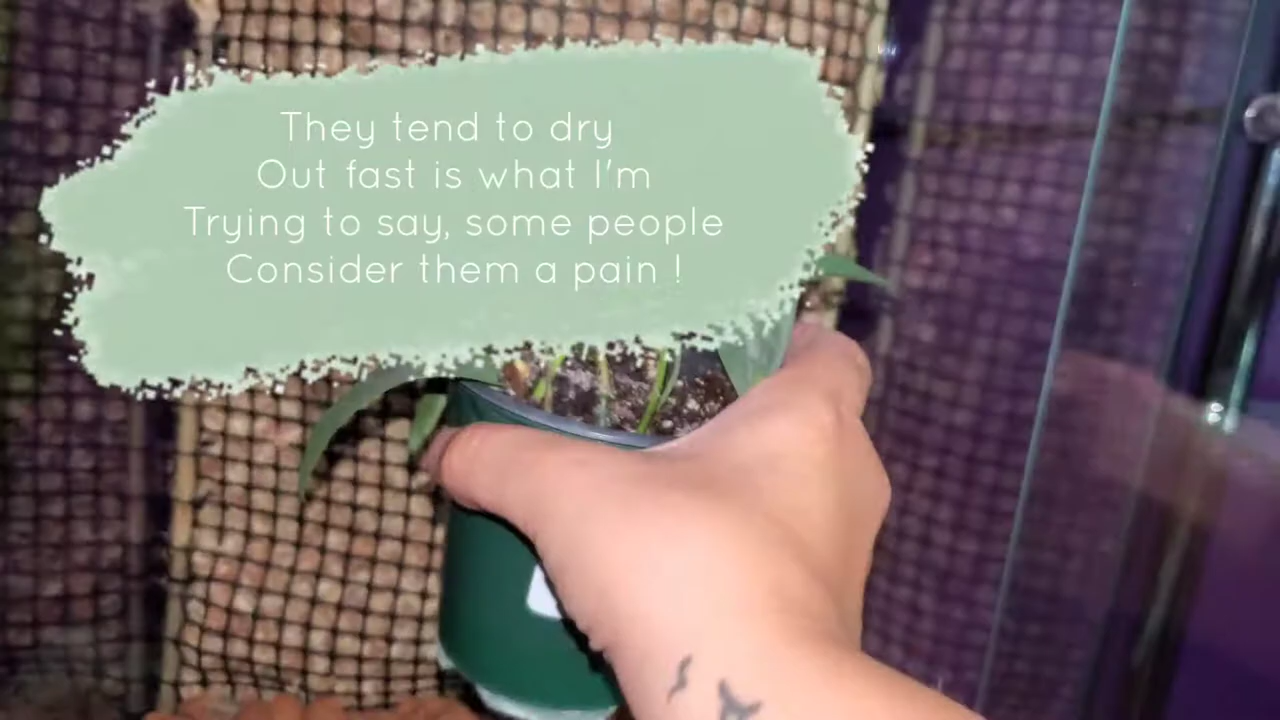 They tend to dry
Out fast is what I'm
Trying to say, some people
Consider them a pain !